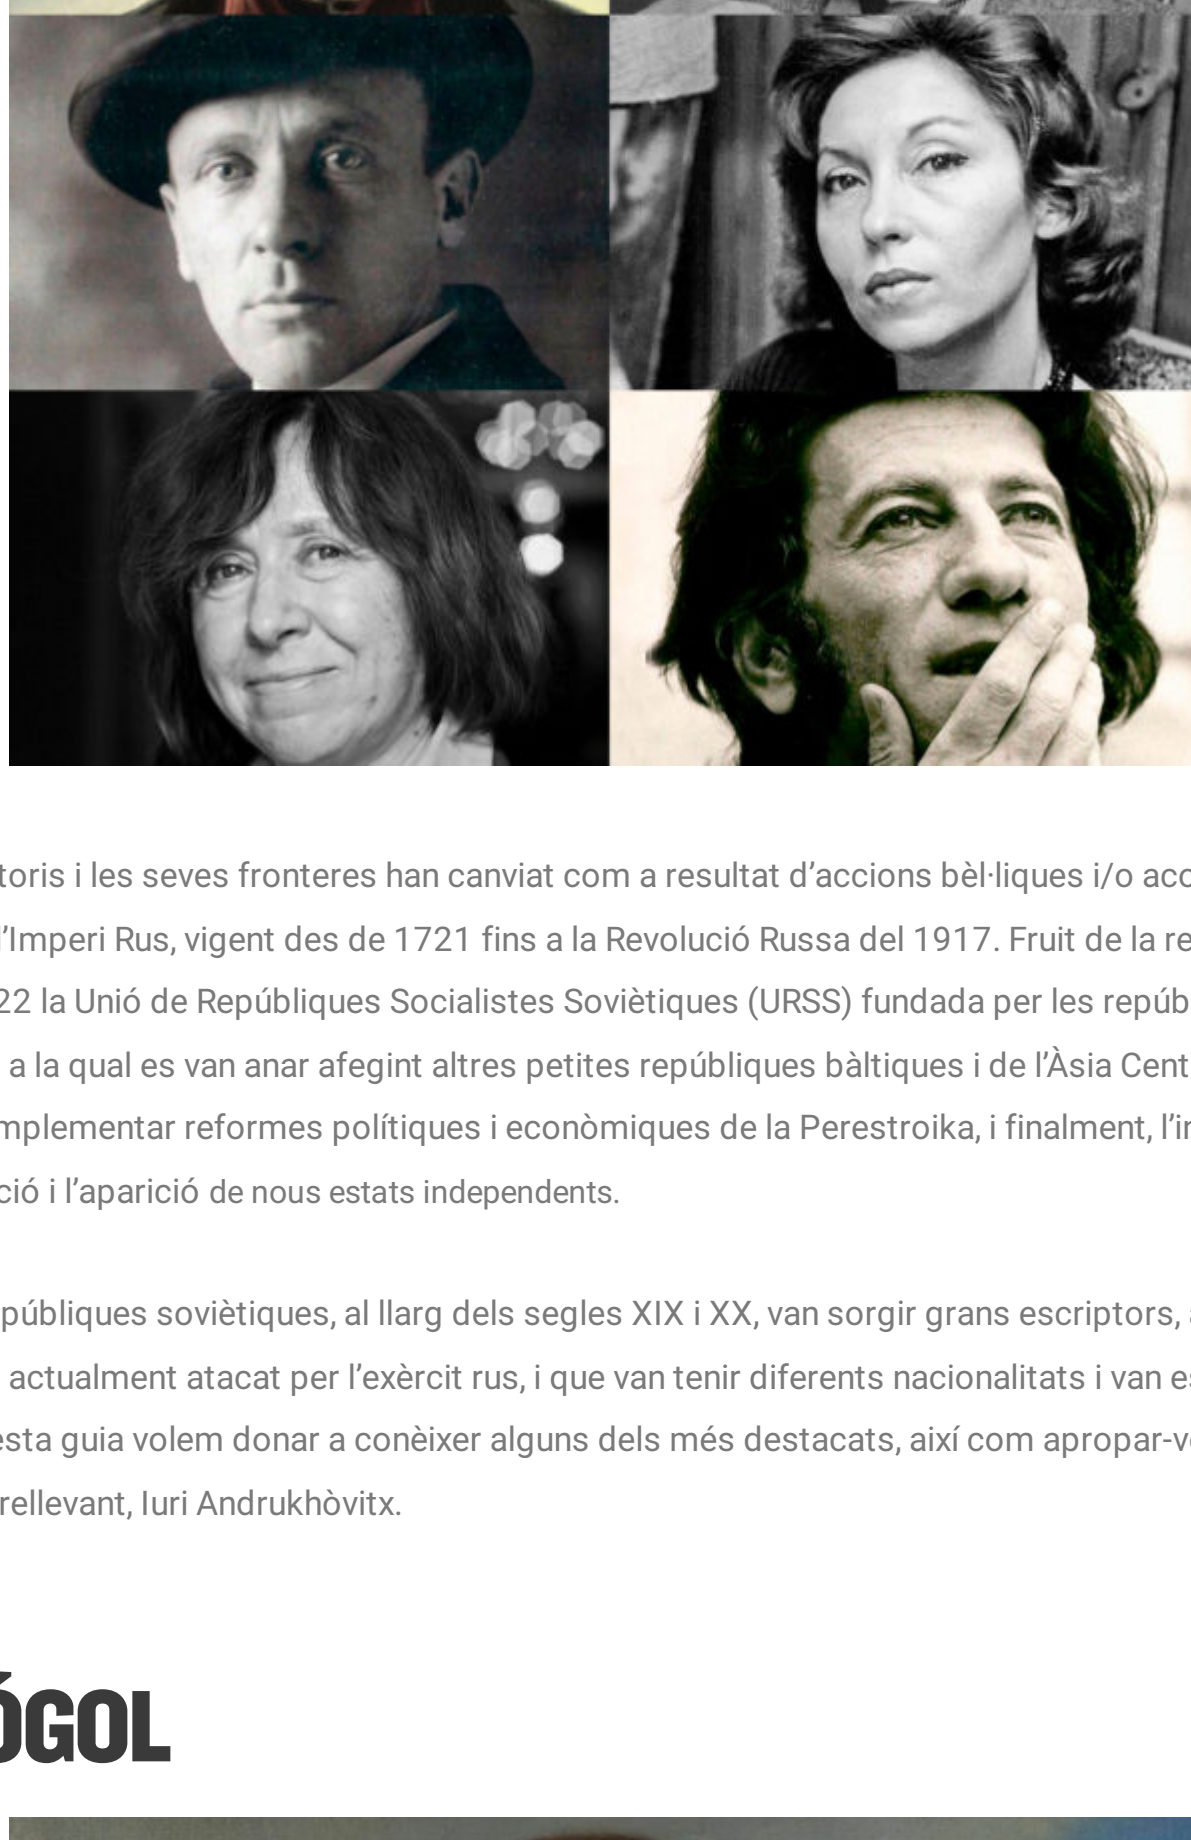 toris i les seves fronteres han canviat com a resultat d’accions bèl·liques i/o
l’Imperi Rus, vigent des de 1721 fins a la Revolució Russa del 1917. Fruit de la
22 la Unió de Repúbliques Socialistes Soviètiques (URSS) fundada per les repúb
a la qual es van anar afegint altres petites repúbliques bàltiques i de l’Àsia Cent
mplementar reformes polítiques i econòmiques de la Perestroika, i finalment,
ció i l’aparició de nous estats independents.
públiques soviètiques, al llarg dels segles XIX i XX, van sorgir grans escriptors,
actualment atacat per l’exèrcit rus, i que van tenir diferents nacionalitats i van
esta guia volem donar a conèixer alguns dels més destacats, així com apropar-v
rellevant, Iuri Andrukhòvitx.
ÓGOL